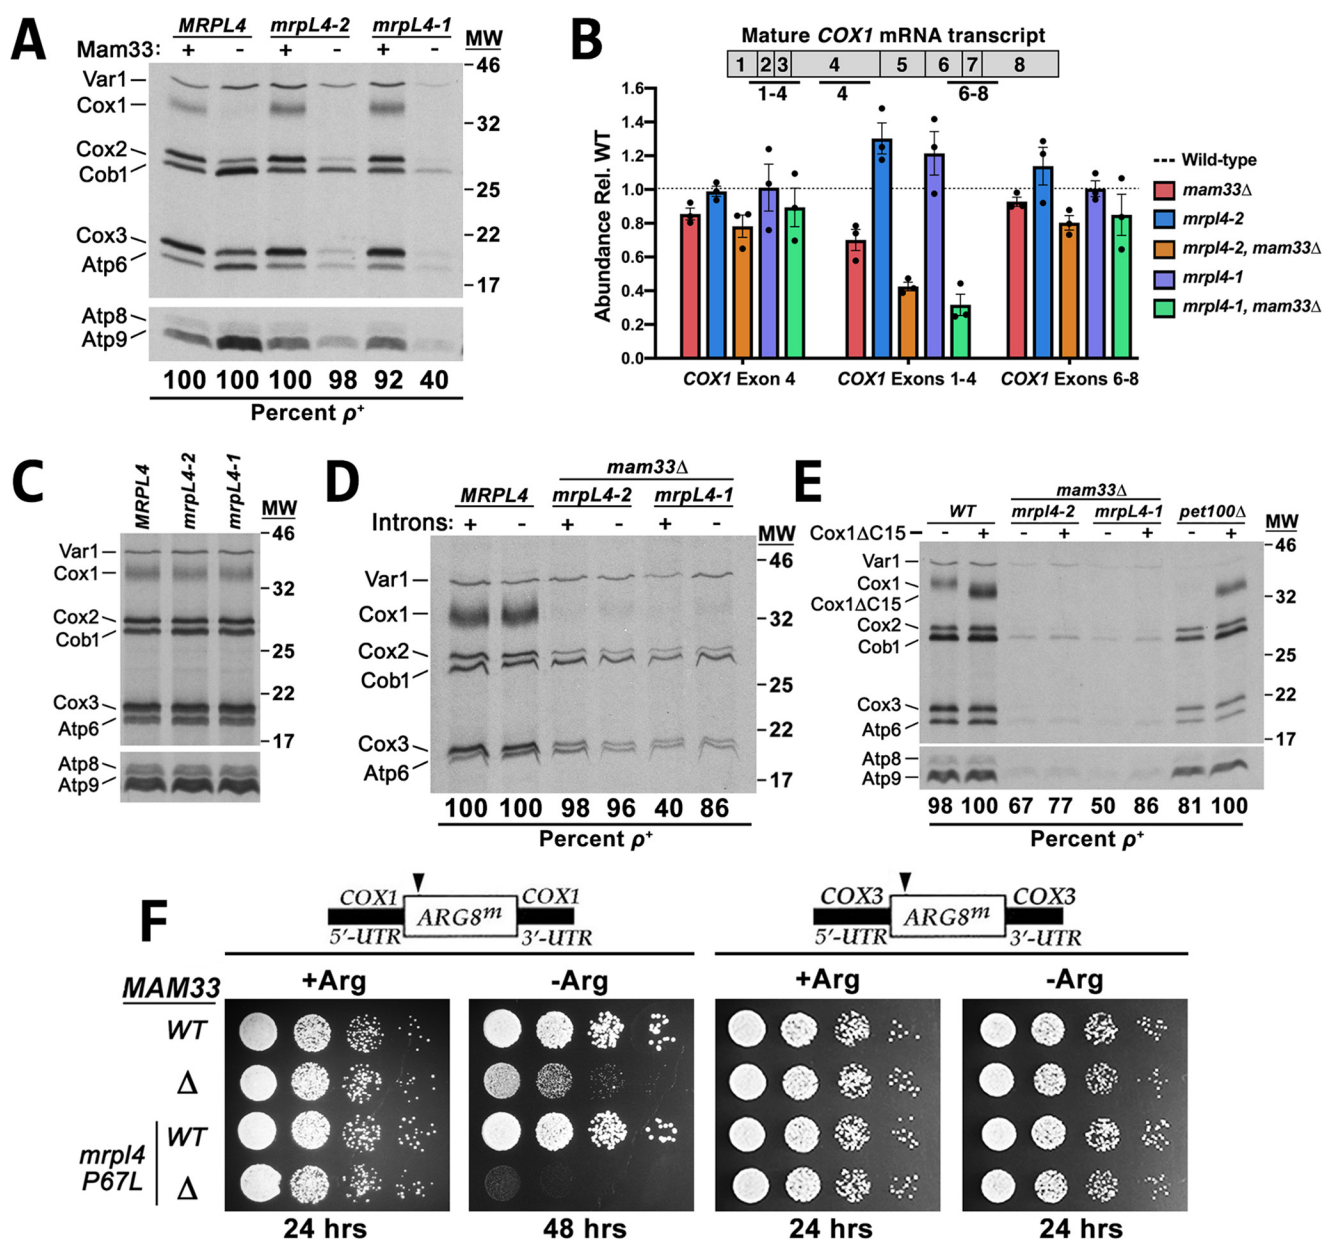 A
MRPL4 mrpL4-2 mrpL4-1
Mam33: + - + - + - MW
Var1
Cox1
Cox2
Cob1
Cox3
Atp6
Atp8
Atp9
46
32
25
22
17
100 100 100 98 92 40
Percent ρ+
B
Mature COX1 mRNA transcript
1 2 3 4 5 6 7 8
1-4 4 6-8
Abundance Rel. WT
1.6
1.4
1.2
1.0
0.8
0.6
0.4
0.2
0.0
COX1 Exon 4 COX1 Exons 1-4 COX1 Exons 6-8
Wild-type
mam33Δ
mrpl4-2
mrpl4-2, mam33Δ
mrpl4-1
mrpl4-1, mam33Δ
C
MRPL4 mrpL4-2 mrpL4-1
MW
Var1
Cox1
Cox2
Cob1
Cox3
Atp6
Atp8
Atp9
46
32
25
22
17
D
mam33Δ
MRPL4 mrpL4-2 mrpL4-1
Introns: + - + - + - MW
Var1
Cox1
Cox2
Cob1
Cox3
Atp6
46
32
25
22
17
100 100 98 96 40 86
Percent ρ+
E
mam33Δ
WT mrpl4-2 mrpL4-1 pet100Δ
Cox1ΔC15 - + - + - + - + MW
Var1
Cox1
Cox1ΔC15
Cox2
Cob1
Cox3
Atp6
Atp8
Atp9
46
32
25
22
17
98 100 67 77 50 86 81 100
Percent ρ+
F
COX1 ARG8m COX1
5'-UTR 3'-UTR
COX3 ARG8m COX3
5'-UTR 3'-UTR
MAM33 +Arg -Arg +Arg -Arg
WT
Δ
mrpl4 P67L
WT
Δ
24 hrs 48 hrs 24 hrs 24 hrs